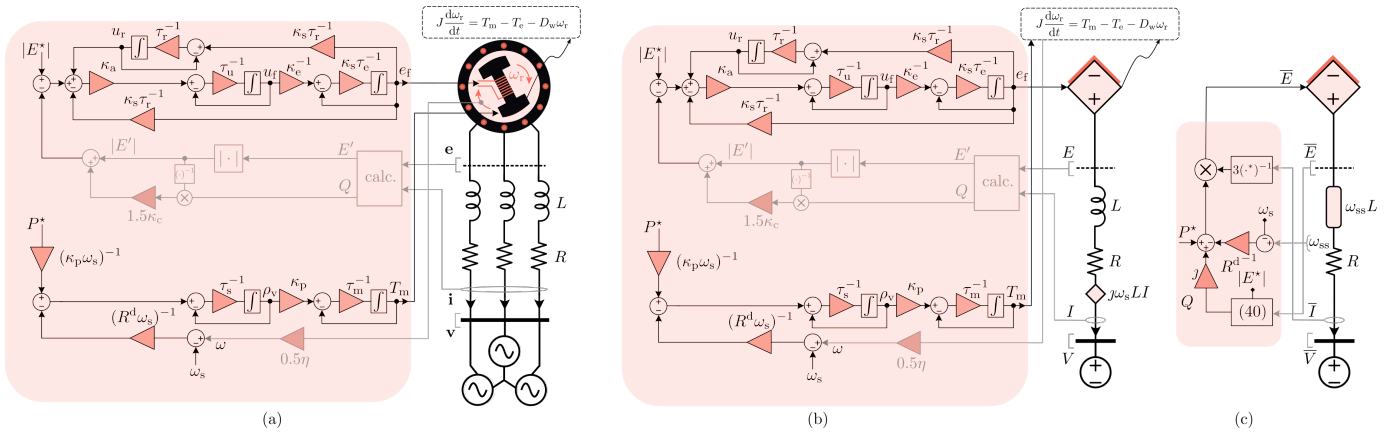 J dω_r/dt = T_m − T_e − D_w ω_r
u_r
∫
τ_r^−1
κ_s τ_r^−1
|E*|
κ_a
τ_u^−1
∫
u_f
κ_e^−1
κ_s τ_e^−1
∫
e_f
ω_r
κ_s τ_r^−1
|E′|
| · |
E′
(·)^−1
Q
calc.
1.5κ_c
e
L
R
P*
(κ_p ω_s)^−1
τ_s^−1
∫
ρ_v
κ_p
τ_m^−1
∫
T_m
(R^d ω_s)^−1
ω
0.5η
ω_s
i
v
(a)
J dω_r/dt = T_m − T_e − D_w ω_r
u_r
∫
τ_r^−1
κ_s τ_r^−1
|E*|
κ_a
τ_u^−1
∫
u_f
κ_e^−1
κ_s τ_e^−1
∫
e_f
κ_s τ_r^−1
|E′|
| · |
E′
(·)^−1
Q
calc.
1.5κ_c
E
L
R
ȷω_s LI
P*
(κ_p ω_s)^−1
τ_s^−1
∫
ρ_v
κ_p
τ_m^−1
∫
T_m
(R^d ω_s)^−1
ω
0.5η
ω_s
I
V
(b)
E̅
3(·*)^−1
E̅
ω_ss L
ω_s
P*
ω_ss
R^d −1
ȷ
|E*|
R
Q
(40)
I̅
V̅
(c)